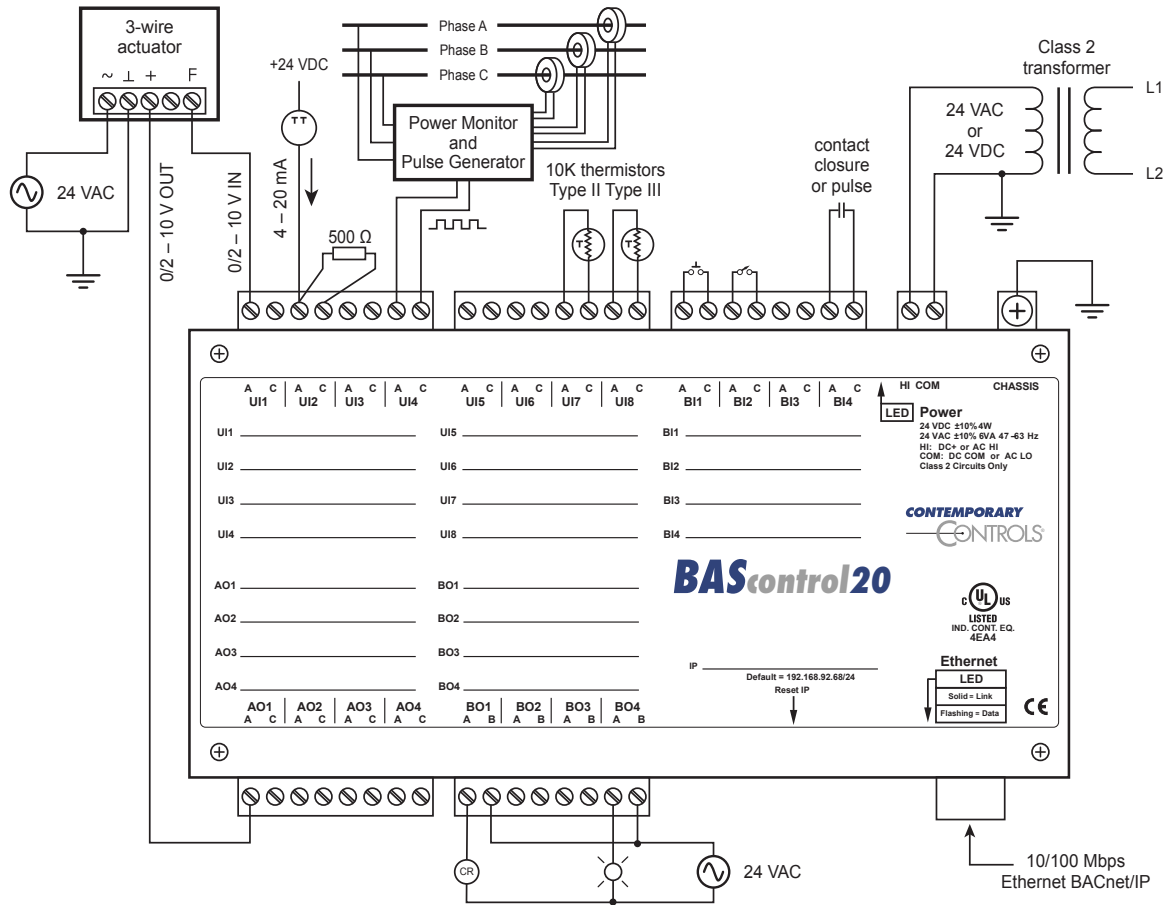 3-wire
actuator
~ ⊥ + F
24 VAC
0/2 – 10 V OUT
0/2 – 10 V IN
+24 VDC
TT
4 – 20 mA
500 Ω
Phase A
Phase B
Phase C
Power Monitor
and
Pulse Generator
10K thermistors
Type II Type III
T
T
contact
closure
or pulse
Class 2
transformer
24 VAC
or
24 VDC
L1
L2
A C A C A C A C
UI1 UI2 UI3 UI4
A C A C A C A C
UI5 UI6 UI7 UI8
A C A C A C A C
BI1 BI2 BI3 BI4
HI COM
CHASSIS
LED
Power
24 VDC ±10% 4W
24 VAC ±10% 6VA 47-63 Hz
HI: DC+ or AC HI
COM: DC COM or AC LO
Class 2 Circuits Only
UI1
UI2
UI3
UI4
UI5
UI6
UI7
UI8
BI1
BI2
BI3
BI4
CONTEMPORARY
CONTROLS®
AO1
AO2
AO3
AO4
BO1
BO2
BO3
BO4
BAScontrol20
C UL US
LISTED
IND. CONT. EQ.
4EA4
IP
Default = 192.168.92.68/24
Reset IP
Ethernet
LED
Solid = Link
Flashing = Data
CE
AO1 AO2 AO3 AO4
A C A C A C A C
BO1 BO2 BO3 BO4
A B A B A B A B
CR
24 VAC
10/100 Mbps
Ethernet BACnet/IP